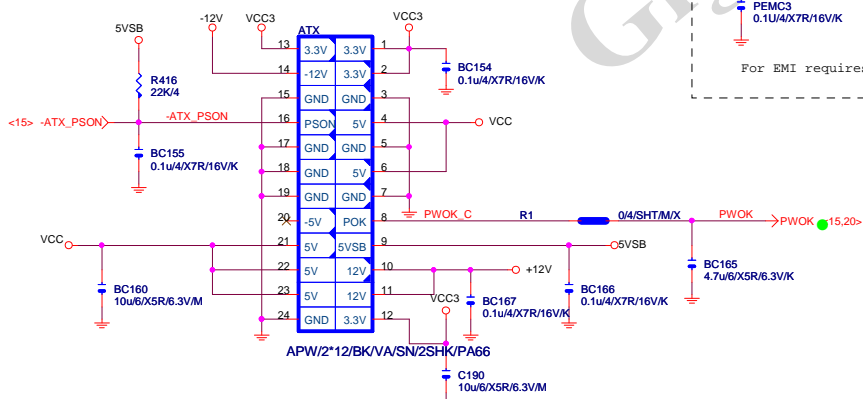 PEMC3
0.1U/4/X7R/16V/K
For EMI requires
5VSB
-12V
VCC3
ATX
VCC3
13 3.3V 3.3V 1
14 -12V 3.3V 2
15 GND GND 3
16 PSON 5V 4
17 GND GND 5
18 GND 5V 6
19 GND GND 7
20 -5V POK 8
21 5V 5VSB 9
22 5V 12V 10
23 5V 12V 11
24 GND 3.3V 12
BC154
0.1u/4/X7R/16V/K
R416
22K/4
<15> -ATX_PSON
-ATX_PSON
VCC
BC155
0.1u/4/X7R/16V/K
PWOK_C
R1
0/4/SHT/M/X
PWOK
PWOK <15,20>
VCC
5VSB
BC160
10u/6/X5R/6.3V/M
+12V
VCC3
BC167
0.1u/4/X7R/16V/K
BC166
0.1u/4/X7R/16V/K
BC165
4.7u/6/X5R/6.3V/K
APW/2*12/BK/VA/SN/2SHK/PA66
C190
10u/6/X5R/6.3V/M